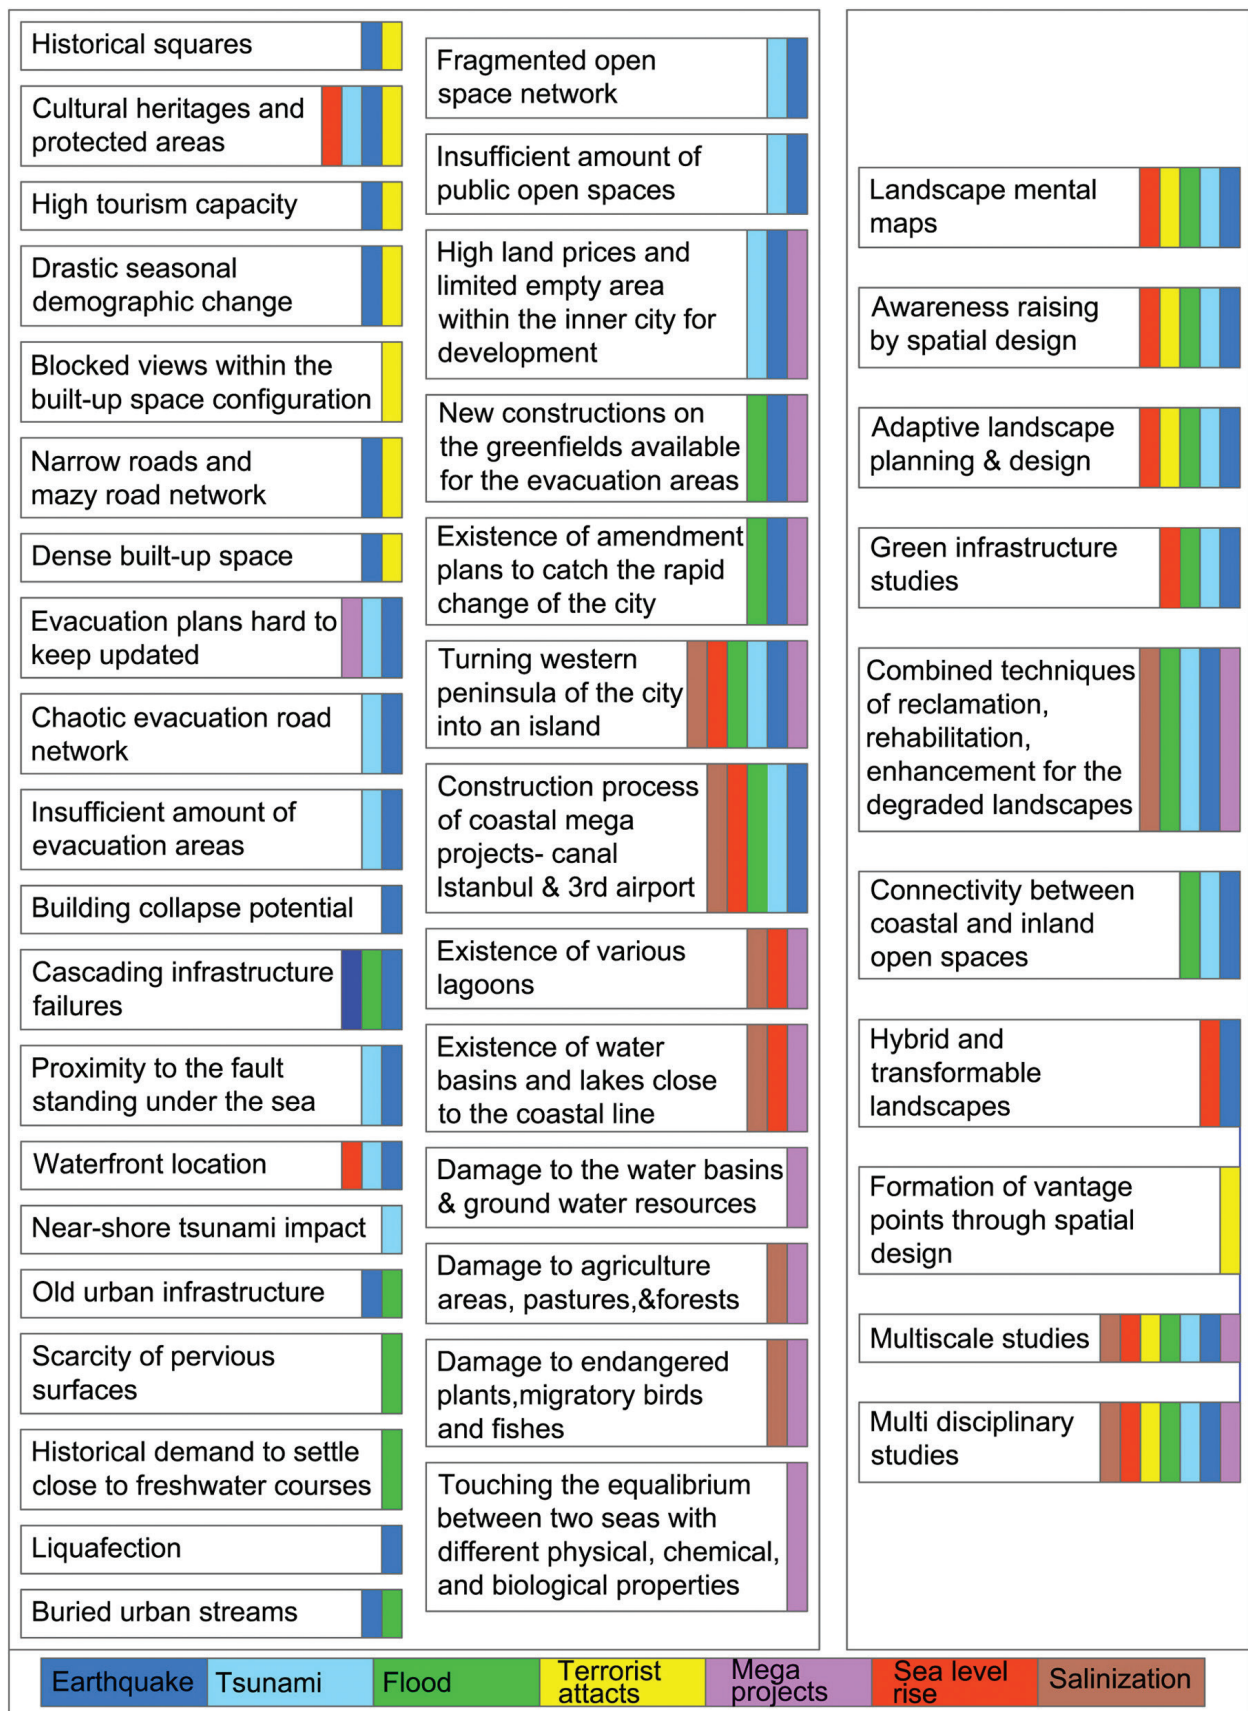 Historical squares
Cultural heritages and
protected areas
High tourism capacity
Drastic seasonal
demographic change
Blocked views within the
built-up space configuration
Narrow roads and
mazy road network
Dense built-up space
Evacuation plans hard to
keep updated
Chaotic evacuation road
network
Insufficient amount of
evacuation areas
Building collapse potential
Cascading infrastructure
failures
Proximity to the fault
standing under the sea
Waterfront location
Near-shore tsunami impact
Old urban infrastructure
Scarcity of pervious
surfaces
Historical demand to settle
close to freshwater courses
Liquafection
Buried urban streams
Fragmented open
space network
Insufficient amount of
public open spaces
High land prices and
limited empty area
within the inner city for
development
New constructions on
the greenfields available
for the evacuation areas
Existence of amendment
plans to catch the rapid
change of the city
Turning western
peninsula of the city
into an island
Construction process
of coastal mega
projects- canal
Istanbul & 3rd airport
Existence of various
lagoons
Existence of water
basins and lakes close
to the coastal line
Damage to the water basins
& ground water resources
Damage to agriculture
areas, pastures,&forests
Damage to endangered
plants,migratory birds
and fishes
Touching the equalibrium
between two seas with
different physical, chemical,
and biological properties
Landscape mental
maps
Awareness raising
by spatial design
Adaptive landscape
planning & design
Green infrastructure
studies
Combined techniques
of reclamation,
rehabilitation,
enhancement for the
degraded landscapes
Connectivity between
coastal and inland
open spaces
Hybrid and
transformable
landscapes
Formation of vantage
points through spatial
design
Multiscale studies
Multi disciplinary
studies
Earthquake
Tsunami
Flood
Terrorist
attacts
Mega
projects
Sea level
rise
Salinization